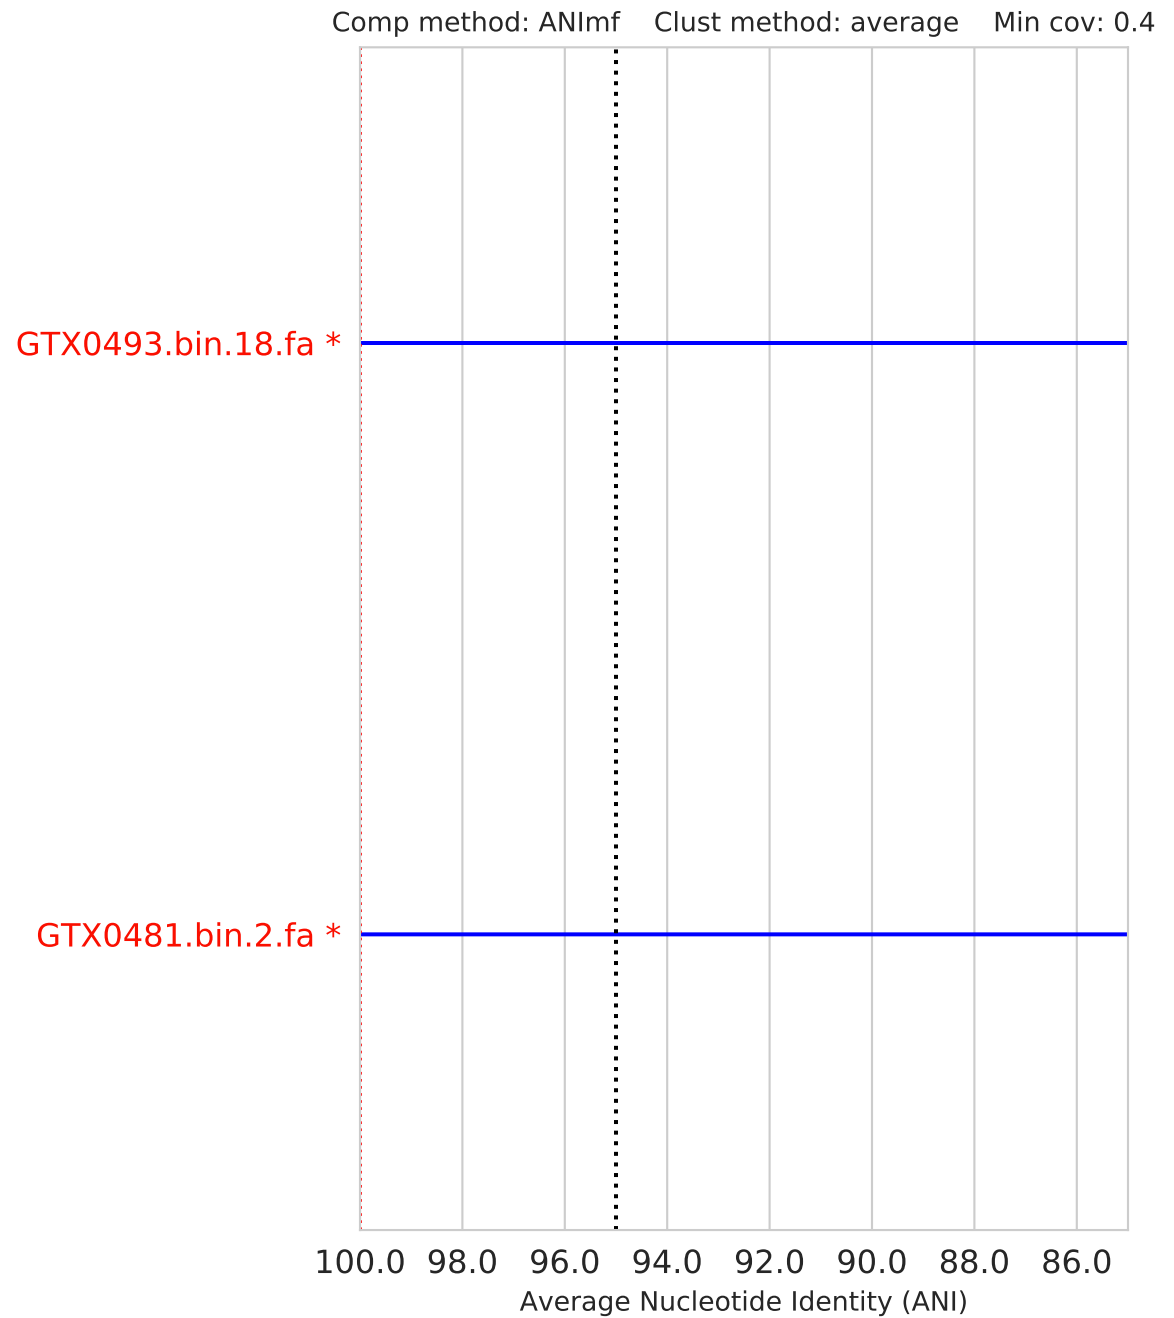 Comp method: ANImf    Clust method: average    Min cov: 0.4
GTX0493.bin.18.fa *
GTX0481.bin.2.fa *
100.0 98.0 96.0 94.0 92.0 90.0 88.0 86.0
Average Nucleotide Identity (ANI)